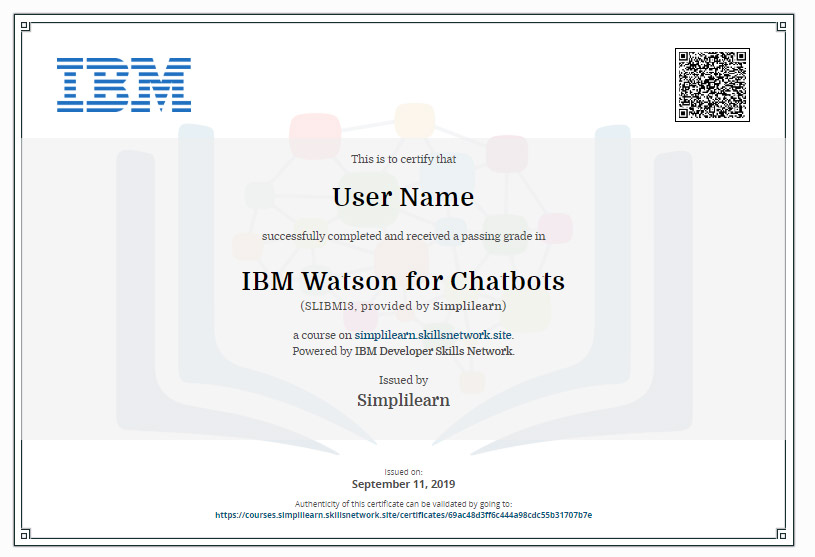 IBM
This is to certify that
User Name
successfully completed and received a passing grade in
IBM Watson for Chatbots
(SLIBM13, provided by Simplilearn)
a course on simplilearn.skillsnetwork.site.
Powered by IBM Developer Skills Network.
Issued by
Simplilearn
Issued on:
September 11, 2019
Authenticity of this certificate can be validated by going to:
https://courses.simplilearn.skillsnetwork.site/certificates/69ac48d3ff6c444a98cdc55b31707b7e